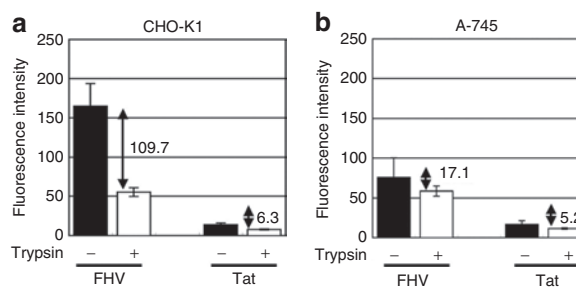 a
CHO-K1
Fluorescence intensity
250
200
150
100
50
0
109.7
6.3
Trypsin − + − +
FHV Tat
b
A-745
Fluorescence intensity
250
200
150
100
50
0
17.1
5.2
Trypsin − + − +
FHV Tat